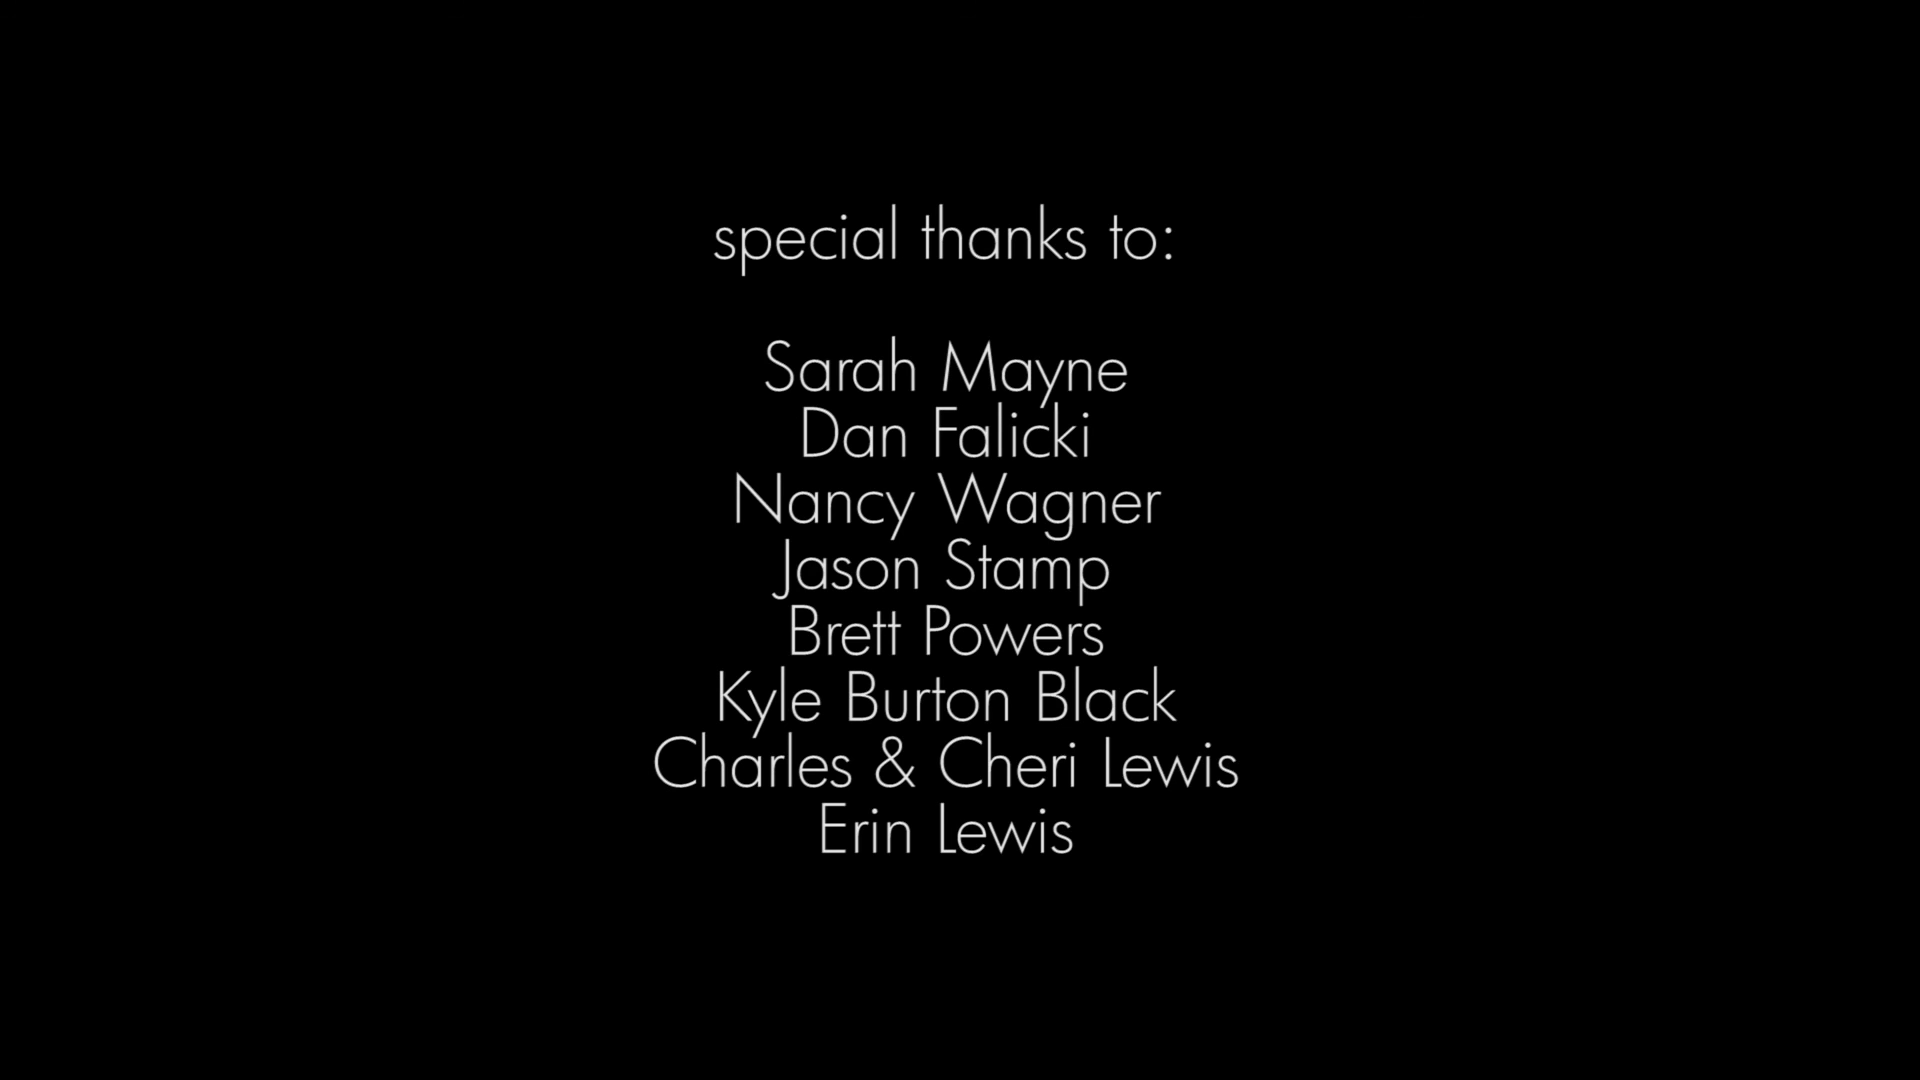 special thanks to:
Sarah Mayne
Dan Falicki
Nancy Wagner
Jason Stamp
Brett Powers
Kyle Burton Black
Charles & Cheri Lewis
Erin Lewis